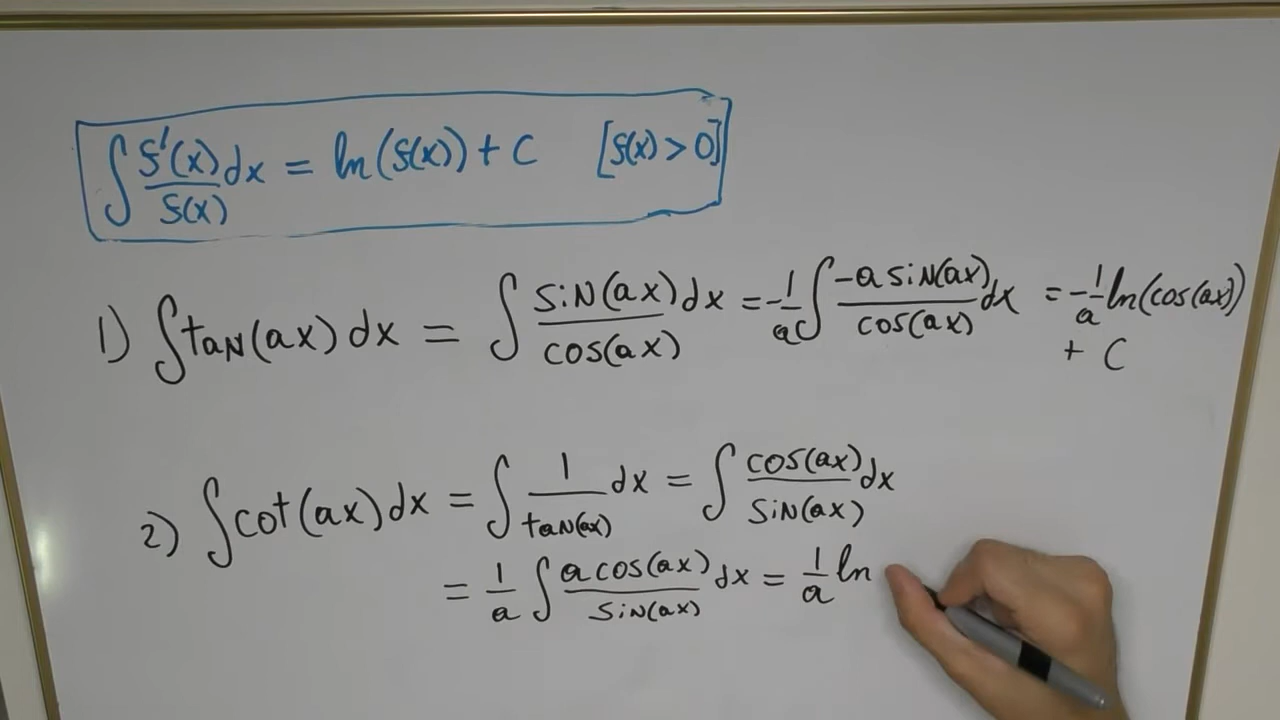 ∫ f'(x)/f(x) dx = ln(f(x)) + C [f(x) > 0]
1) ∫tan(ax) dx = ∫ sin(ax)/cos(ax) dx = -1/a ∫ -a sin(ax)/cos(ax) dx = -1/a ln(cos(ax))
+ C
2) ∫cot(ax) dx = ∫ 1/tan(ax) dx = ∫ cos(ax)/sin(ax) dx
= 1/a ∫ a cos(ax)/sin(ax) dx = 1/a ln